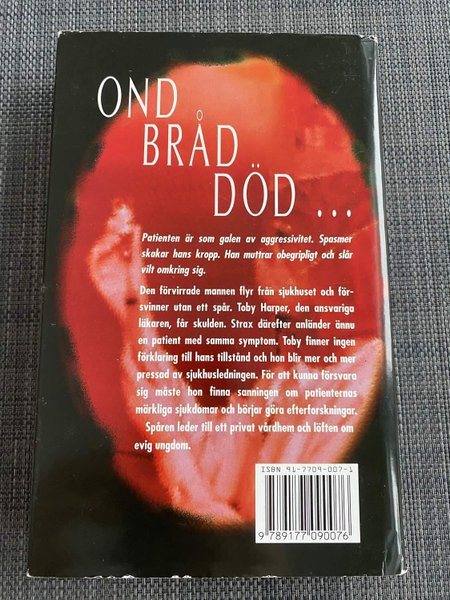 OND
BRÅD
DÖD ...
Patienten är som galen av aggressivitet. Spasmer
skakar hans kropp. Han muttrar obegripligt och slår
vilt omkring sig.
Den förvirrade mannen flyr från sjukhuset och för-
svinner utan ett spår. Toby Harper, den ansvariga
läkaren, får skulden. Strax därefter anländer ännu
en patient med samma symptom. Toby finner ingen
förklaring till hans tillstånd och hon blir mer och mer
pressad av sjukhusledningen. För att kunna försvara
sig måste hon finna sanningen om patienternas
märkliga sjukdomar och börjar göra efterforskningar.
Spåren leder till ett privat vårdhem och löften om
evig ungdom.
ISBN 91-7709-007-1
9 789177 090076